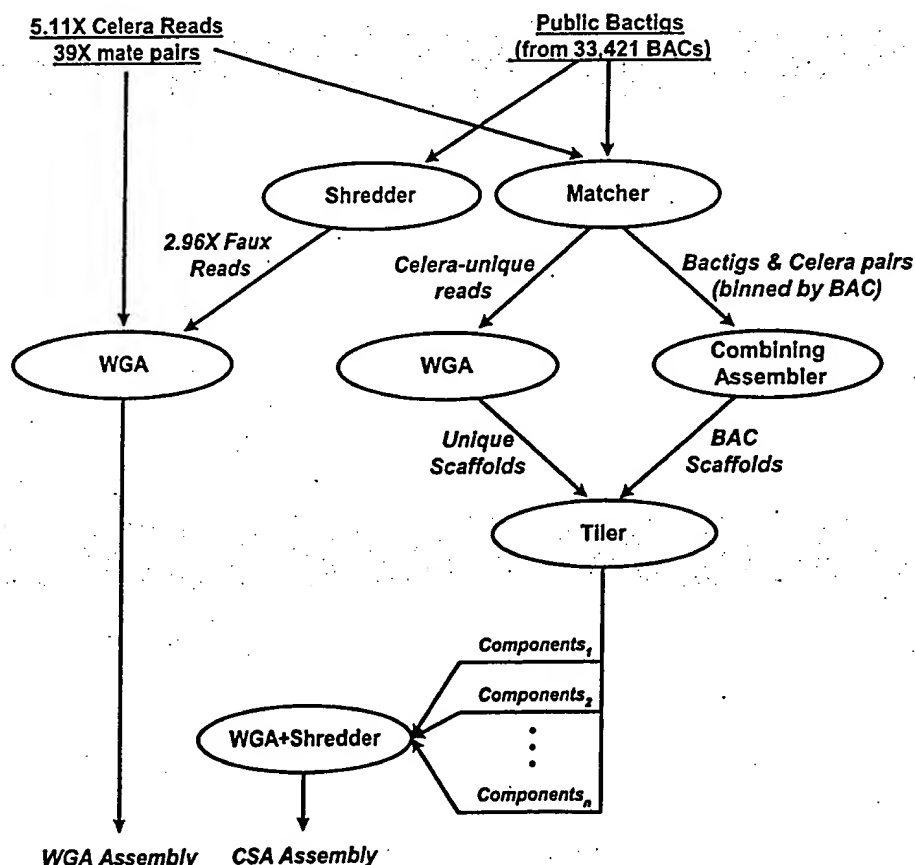 5.11X Celera Reads
39X mate pairs
Public Bactigs
(from 33,421 BACs)
Shredder
Matcher
2.96X Faux
Reads
Celera-unique
reads
Bactigs & Celera pairs
(binned by BAC)
WGA
WGA
Combining
Assembler
Unique
Scaffolds
BAC
Scaffolds
Tiler
Components1
Components2
WGA+Shredder
Componentsn
WGA Assembly
CSA Assembly